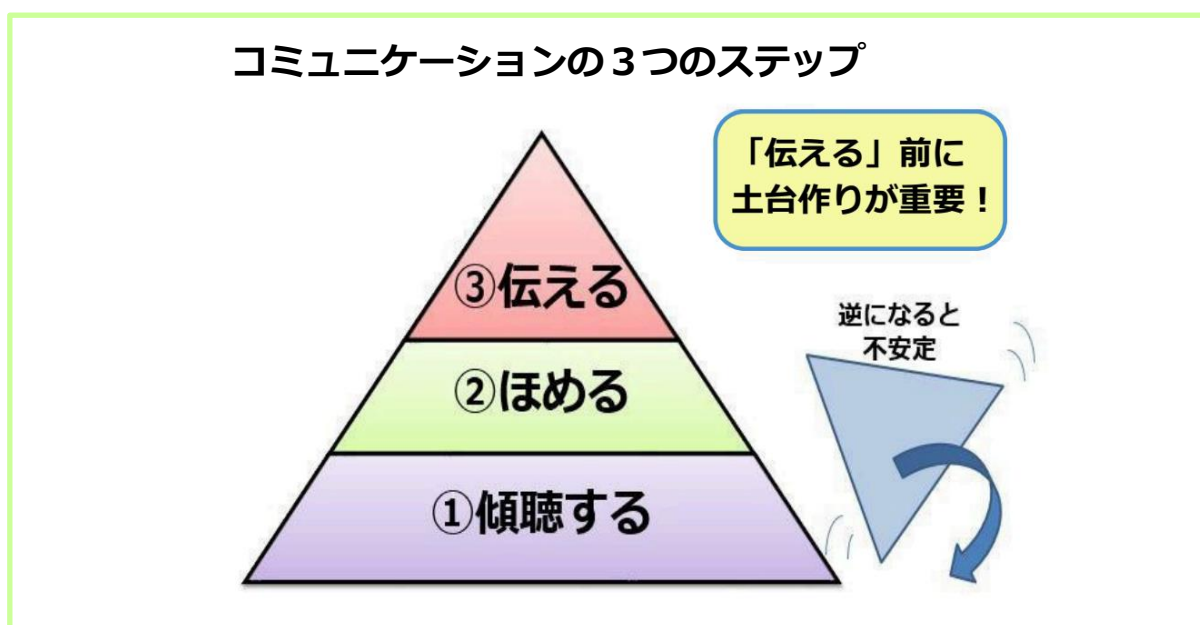 コミュニケーションの３つのステップ
「伝える」前に
土台作りが重要！
③伝える
逆になると
不安定
②ほめる
①傾聴する